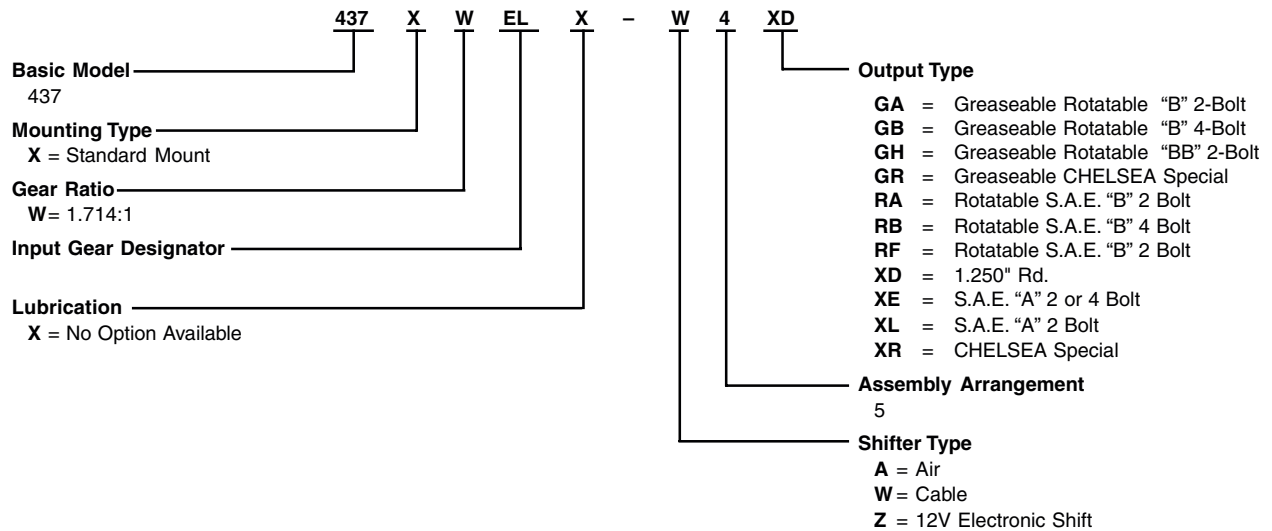 437 X W EL X – W 4 XD
Basic Model
437
Mounting Type
X = Standard Mount
Gear Ratio
W= 1.714:1
Input Gear Designator
Lubrication
X = No Option Available
Output Type
GA = Greaseable Rotatable “B” 2-Bolt
GB = Greaseable Rotatable “B” 4-Bolt
GH = Greaseable Rotatable “BB” 2-Bolt
GR = Greaseable CHELSEA Special
RA = Rotatable S.A.E. “B” 2 Bolt
RB = Rotatable S.A.E. “B” 4 Bolt
RF = Rotatable S.A.E. “B” 2 Bolt
XD = 1.250" Rd.
XE = S.A.E. “A” 2 or 4 Bolt
XL = S.A.E. “A” 2 Bolt
XR = CHELSEA Special
Assembly Arrangement
5
Shifter Type
A = Air
W = Cable
Z = 12V Electronic Shift